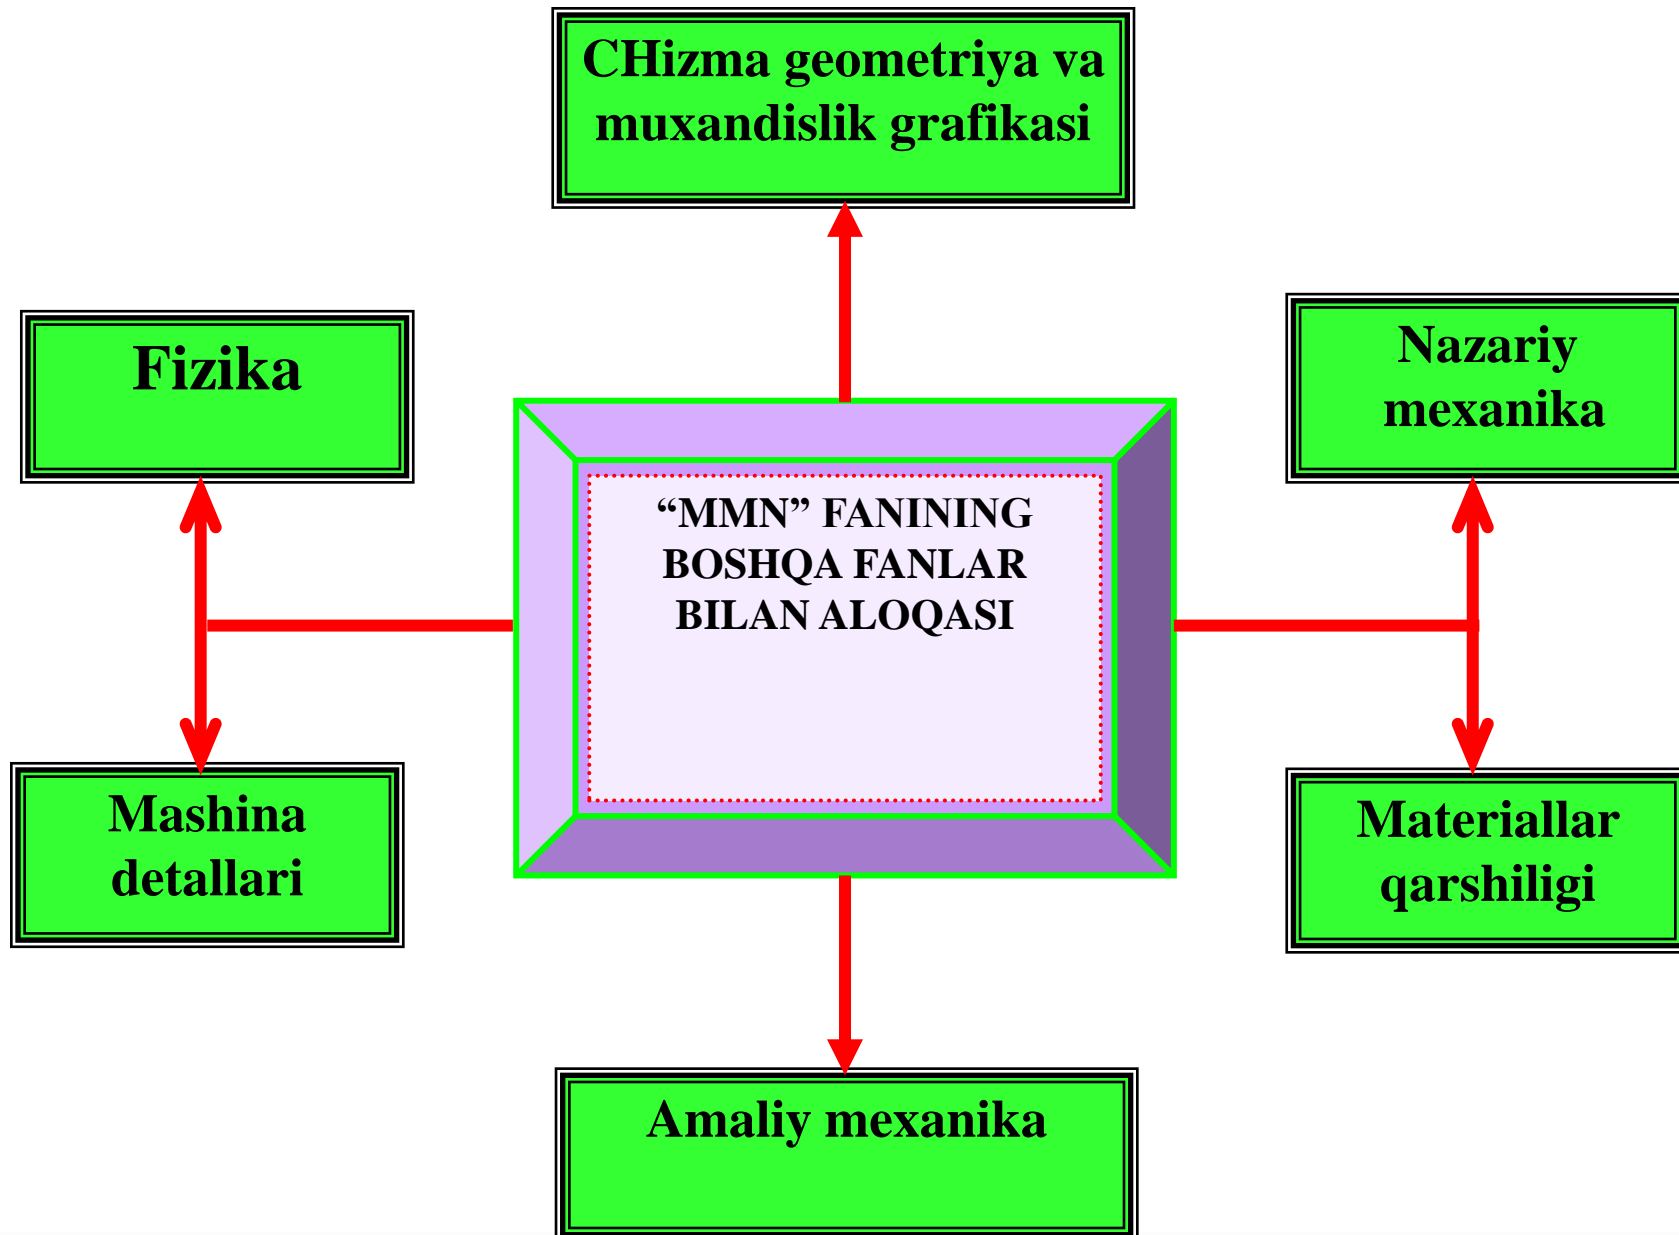 CHizma geometriya va
muxandislik grafikasi
Fizika
Nazariy
mexanika
“MMN” FANINING
BOSHQA FANLAR
BILAN ALOQASI
Mashina
detallari
Materiallar
qarshiligi
Amaliy mexanika